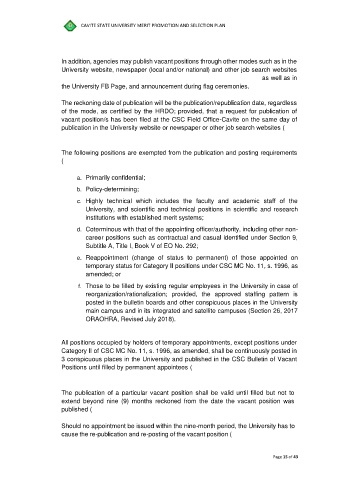 CAVITE STATE UNIVERSITY MERIT PROMOTION AND SELECTION PLAN
In addition, agencies may publish vacant positions through other modes such as in the
University website, newspaper (local and/or national) and other job search websites
as well as in
the University FB Page, and announcement during flag ceremonies.
The reckoning date of publication will be the publication/republication date, regardless
of the mode, as certified by the HRDO; provided, that a request for publication of
vacant position/s has been filed at the CSC Field Office-Cavite on the same day of
publication in the University website or newspaper or other job search websites (
The following positions are exempted from the publication and posting requirements
(
a. Primarily confidential;
b. Policy-determining;
c. Highly technical which includes the faculty and academic staff of the
University, and scientific and technical positions in scientific and research
institutions with established merit systems;
d. Coterminous with that of the appointing officer/authority, including other non-
career positions such as contractual and casual identified under Section 9,
Subtitle A, Title I, Book V of EO No. 292;
e. Reappointment (change of status to permanent) of those appointed on
temporary status for Category II positions under CSC MC No. 11, s. 1996, as
amended; or
f. Those to be filled by existing regular employees in the University in case of
reorganization/rationalization; provided, the approved staffing pattern is
posted in the bulletin boards and other conspicuous places in the University
main campus and in its integrated and satellite campuses (Section 26, 2017
ORAOHRA, Revised July 2018).
All positions occupied by holders of temporary appointments, except positions under
Category II of CSC MC No. 11, s. 1996, as amended, shall be continuously posted in
3 conspicuous places in the University and published in the CSC Bulletin of Vacant
Positions until filled by permanent appointees (
The publication of a particular vacant position shall be valid until filled but not to
extend beyond nine (9) months reckoned from the date the vacant position was
published (
Should no appointment be issued within the nine-month period, the University has to
cause the re-publication and re-posting of the vacant position (
Page 15 of 43